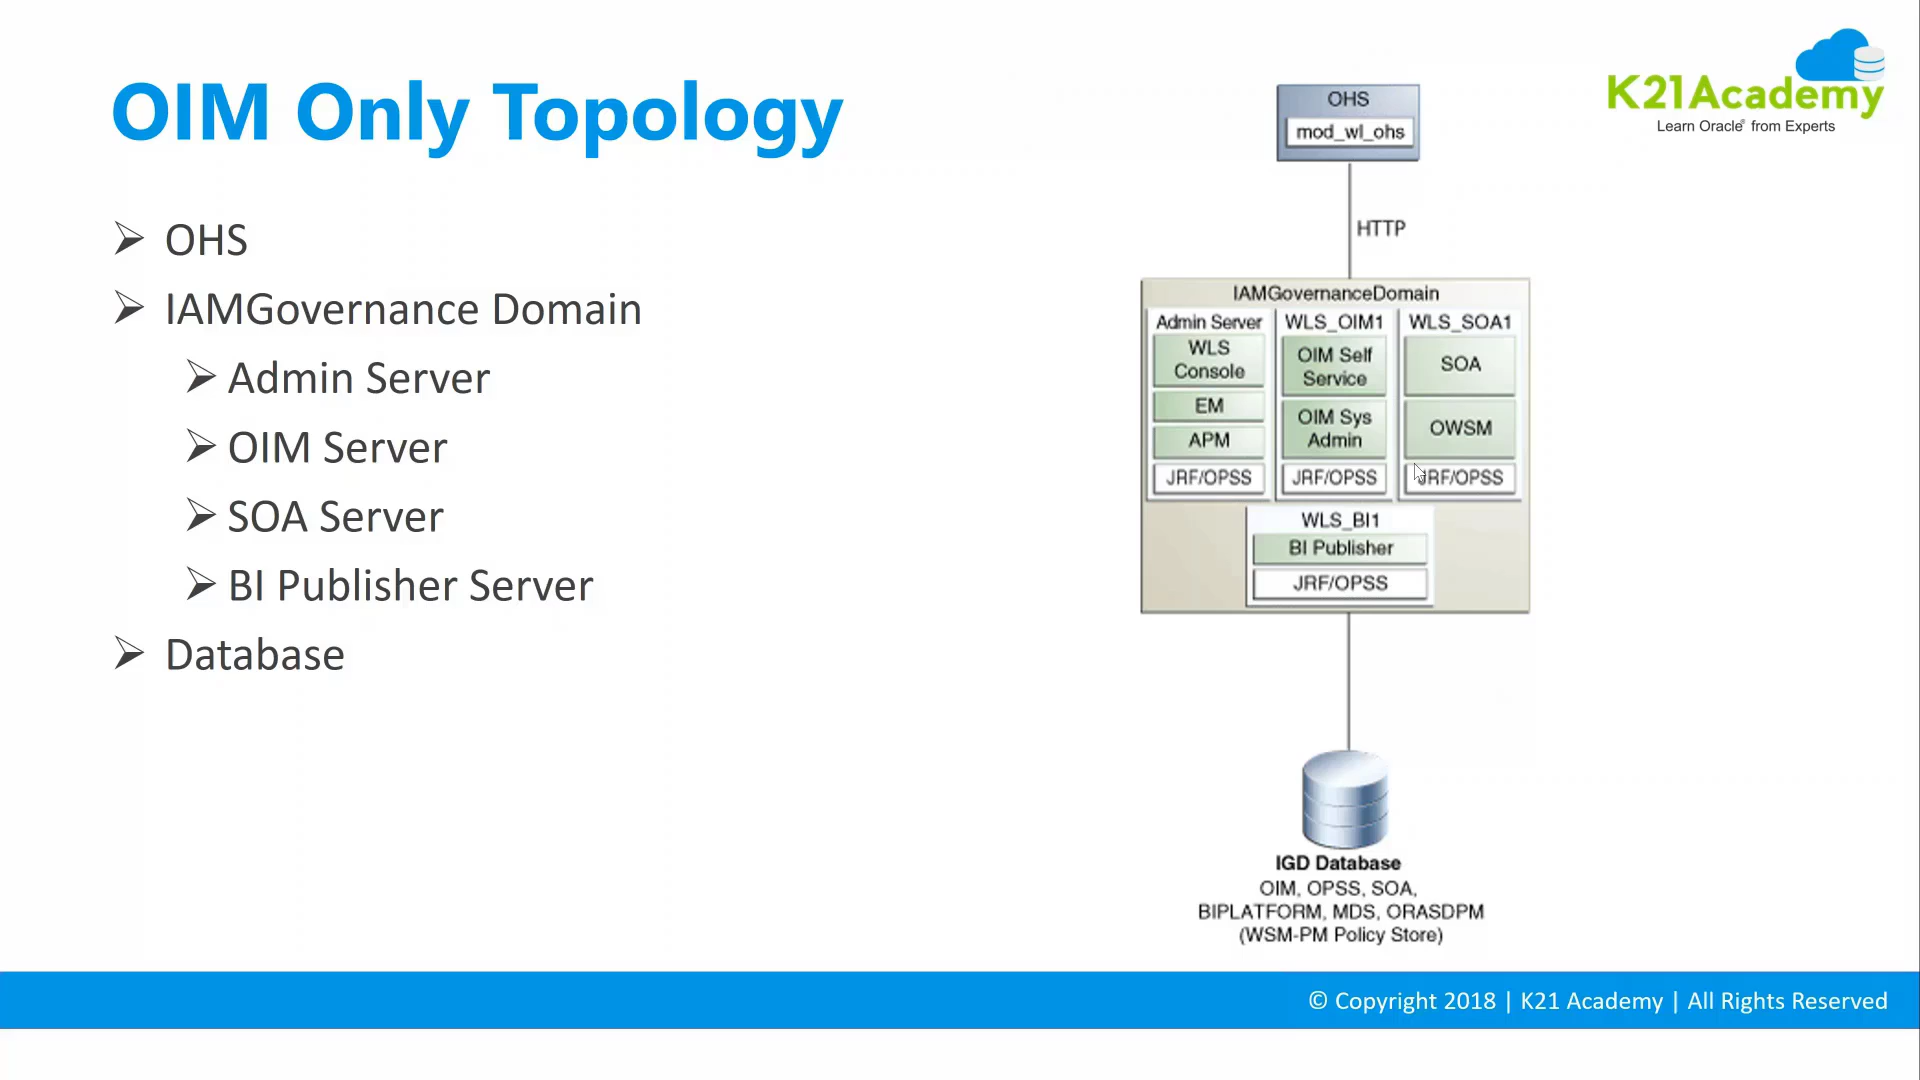 OIM Only Topology
OHS
IAMGovernance Domain
Admin Server
OIM Server
SOA Server
BI Publisher Server
Database
OHS
mod_wl_ohs
HTTP
IAMGovernanceDomain
Admin Server
WLS
Console
EM
APM
JRF/OPSS
WLS_OIM1
OIM Self
Service
OIM Sys
Admin
JRF/OPSS
WLS_SOA1
SOA
OWSM
JRF/OPSS
WLS_BI1
BI Publisher
JRF/OPSS
IGD Database
OIM, OPSS, SOA,
BIPLATFORM, MDS, ORASDPM
(WSM-PM Policy Store)
K21Academy
Learn Oracle® from Experts
© Copyright 2018 | K21 Academy | All Rights Reserved